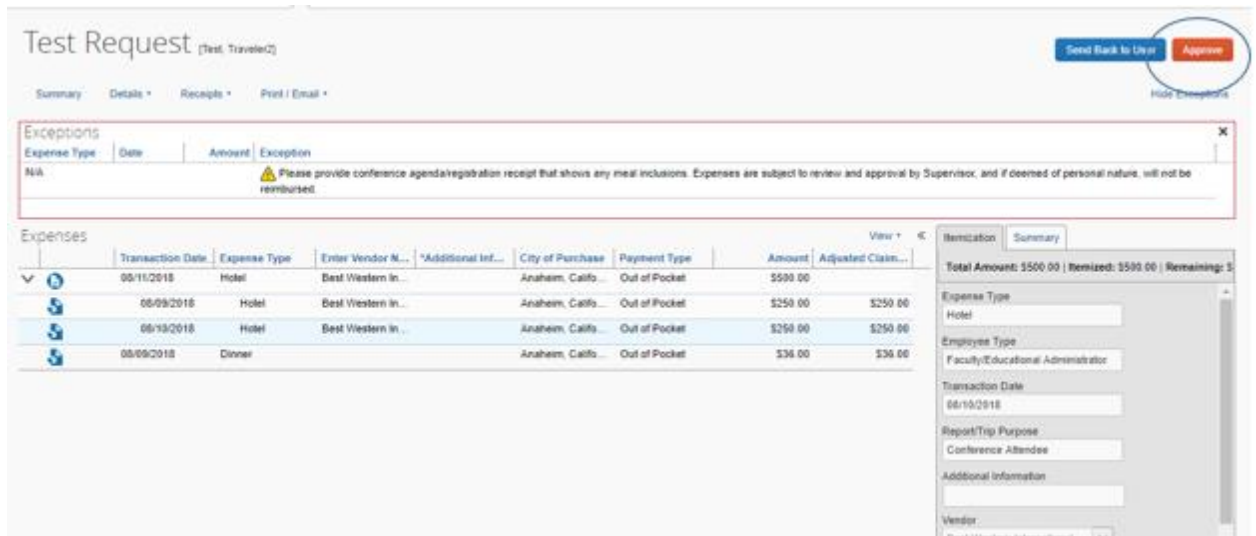 Test Request [Test, Traveler2]
Send Back to User Approve
Summary Details Receipts Print / Email Hide Exceptions
Exceptions
Expense Type Date Amount Exception
N/A Please provide conference agenda/registration receipt that shows any meal inclusions. Expenses are subject to review and approval by Supervisor, and if deemed of personal nature, will not be
reimbursed.
Expenses View
Transaction Date Expense Type Enter Vendor N... *Additional Inf... City of Purchase Payment Type Amount Adjusted Claim...
08/11/2018 Hotel Best Western In... Anaheim, Califo... Out of Pocket $500.00
08/09/2018 Hotel Best Western In... Anaheim, Califo... Out of Pocket $250.00 $250.00
08/10/2018 Hotel Best Western In... Anaheim, Califo... Out of Pocket $250.00 $250.00
08/09/2018 Dinner Anaheim, Califo... Out of Pocket $36.00 $36.00
Itemization Summary
Total Amount: $500.00 | Itemized: $500.00 | Remaining: $
Expense Type
Hotel
Employee Type
Faculty/Educational Administrator
Transaction Date
08/10/2018
Report/Trip Purpose
Conference Attendee
Additional Information
Vendor